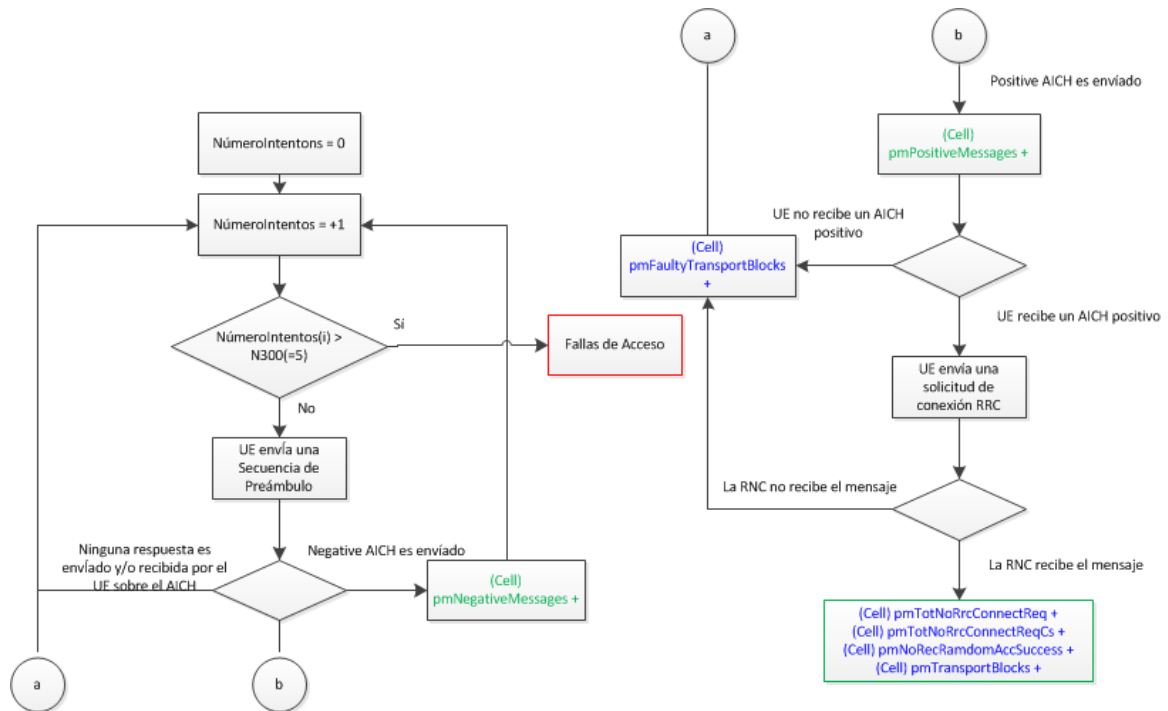 NúmeroIntentons = 0
NúmeroIntentos = +1
NúmeroIntentos(i) >
N300(=5)
Sí
Fallas de Acceso
No
UE envÍa una
Secuencia de
Preámbulo
Ninguna respuesta es
envÍado y/o recibida por el
UE sobre el AICH
Negative AICH es envíado
(Cell)
pmNegativeMessages +
a
b
a
b
Positive AICH es envíado
(Cell)
pmPositiveMessages +
UE no recibe un AICH
positivo
(Cell)
pmFaultyTransportBlocks
+
UE recibe un AICH positivo
UE envía una
solicitud de
conexión RRC
La RNC no recibe el mensaje
La RNC recibe el mensaje
(Cell) pmTotNoRrcConnectReq +
(Cell) pmTotNoRrcConnectReqCs +
(Cell) pmNoRecRamdomAccSuccess +
(Cell) pmTransportBlocks +